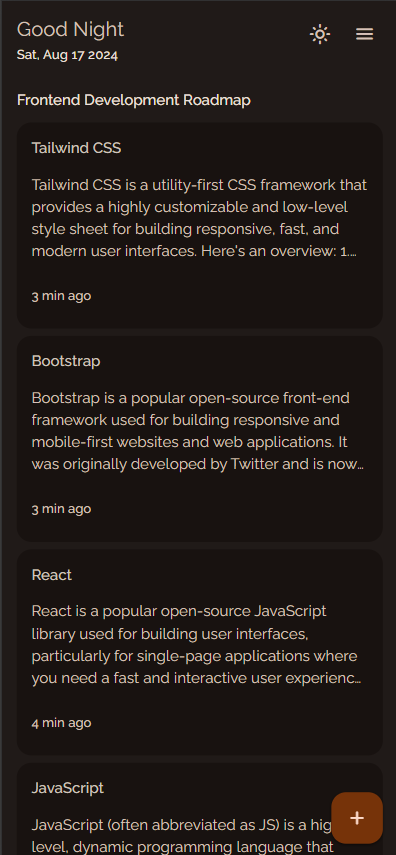 Good Night
Sat, Aug 17 2024
Frontend Development Roadmap
Tailwind CSS
Tailwind CSS is a utility-first CSS framework that
provides a highly customizable and low-level
style sheet for building responsive, fast, and
modern user interfaces. Here's an overview: 1.…
3 min ago
Bootstrap
Bootstrap is a popular open-source front-end
framework used for building responsive and
mobile-first websites and web applications. It
was originally developed by Twitter and is now…
3 min ago
React
React is a popular open-source JavaScript
library used for building user interfaces,
particularly for single-page applications where
you need a fast and interactive user experienc…
4 min ago
JavaScript
JavaScript (often abbreviated as JS) is a hig
level, dynamic programming language that